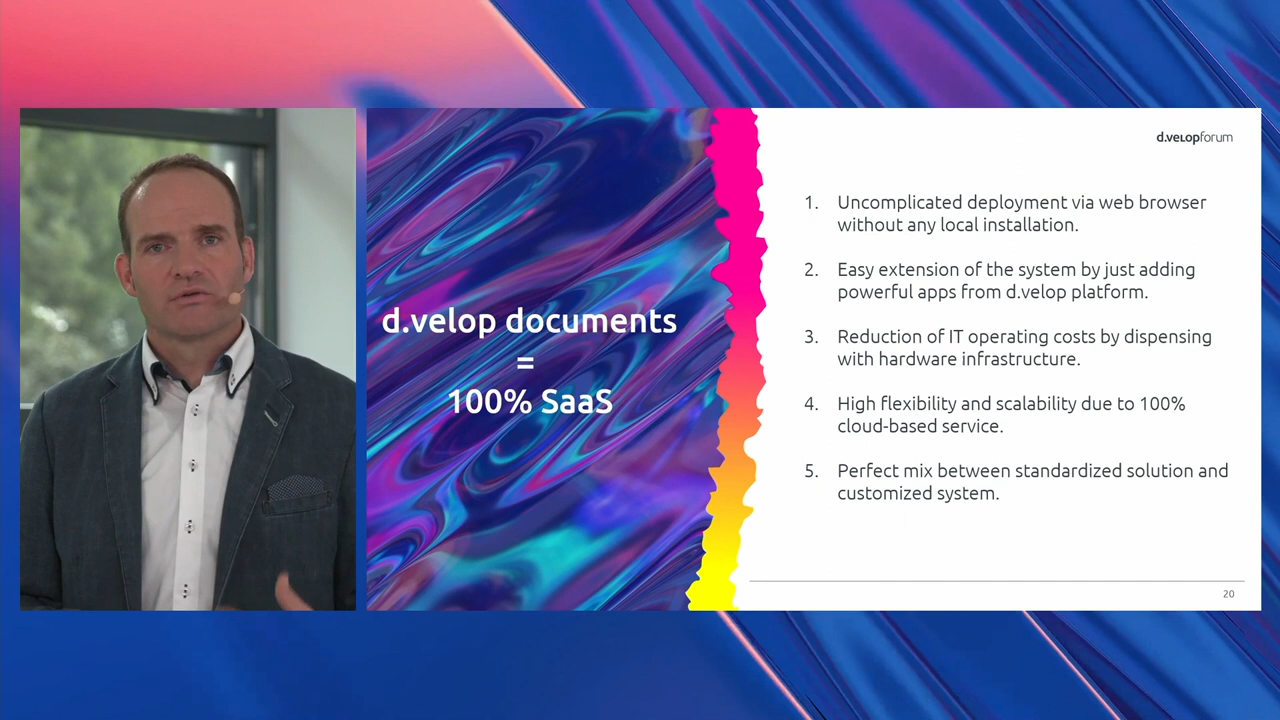 d.velopforum
d.velop documents
=
100% SaaS
1. Uncomplicated deployment via web browser
without any local installation.
2. Easy extension of the system by just adding
powerful apps from d.velop platform.
3. Reduction of IT operating costs by dispensing
with hardware infrastructure.
4. High flexibility and scalability due to 100%
cloud-based service.
5. Perfect mix between standardized solution and
customized system.
20